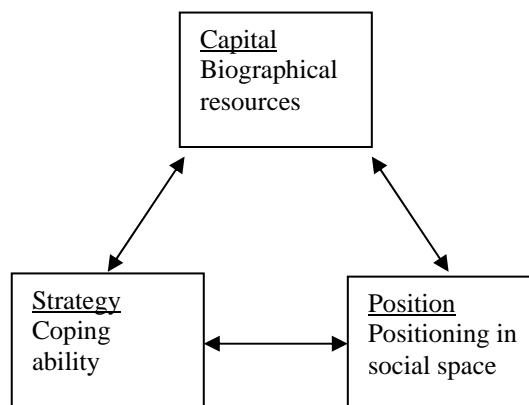 Capital
Biographical
resources
Strategy
Coping
ability
Position
Positioning in
social space